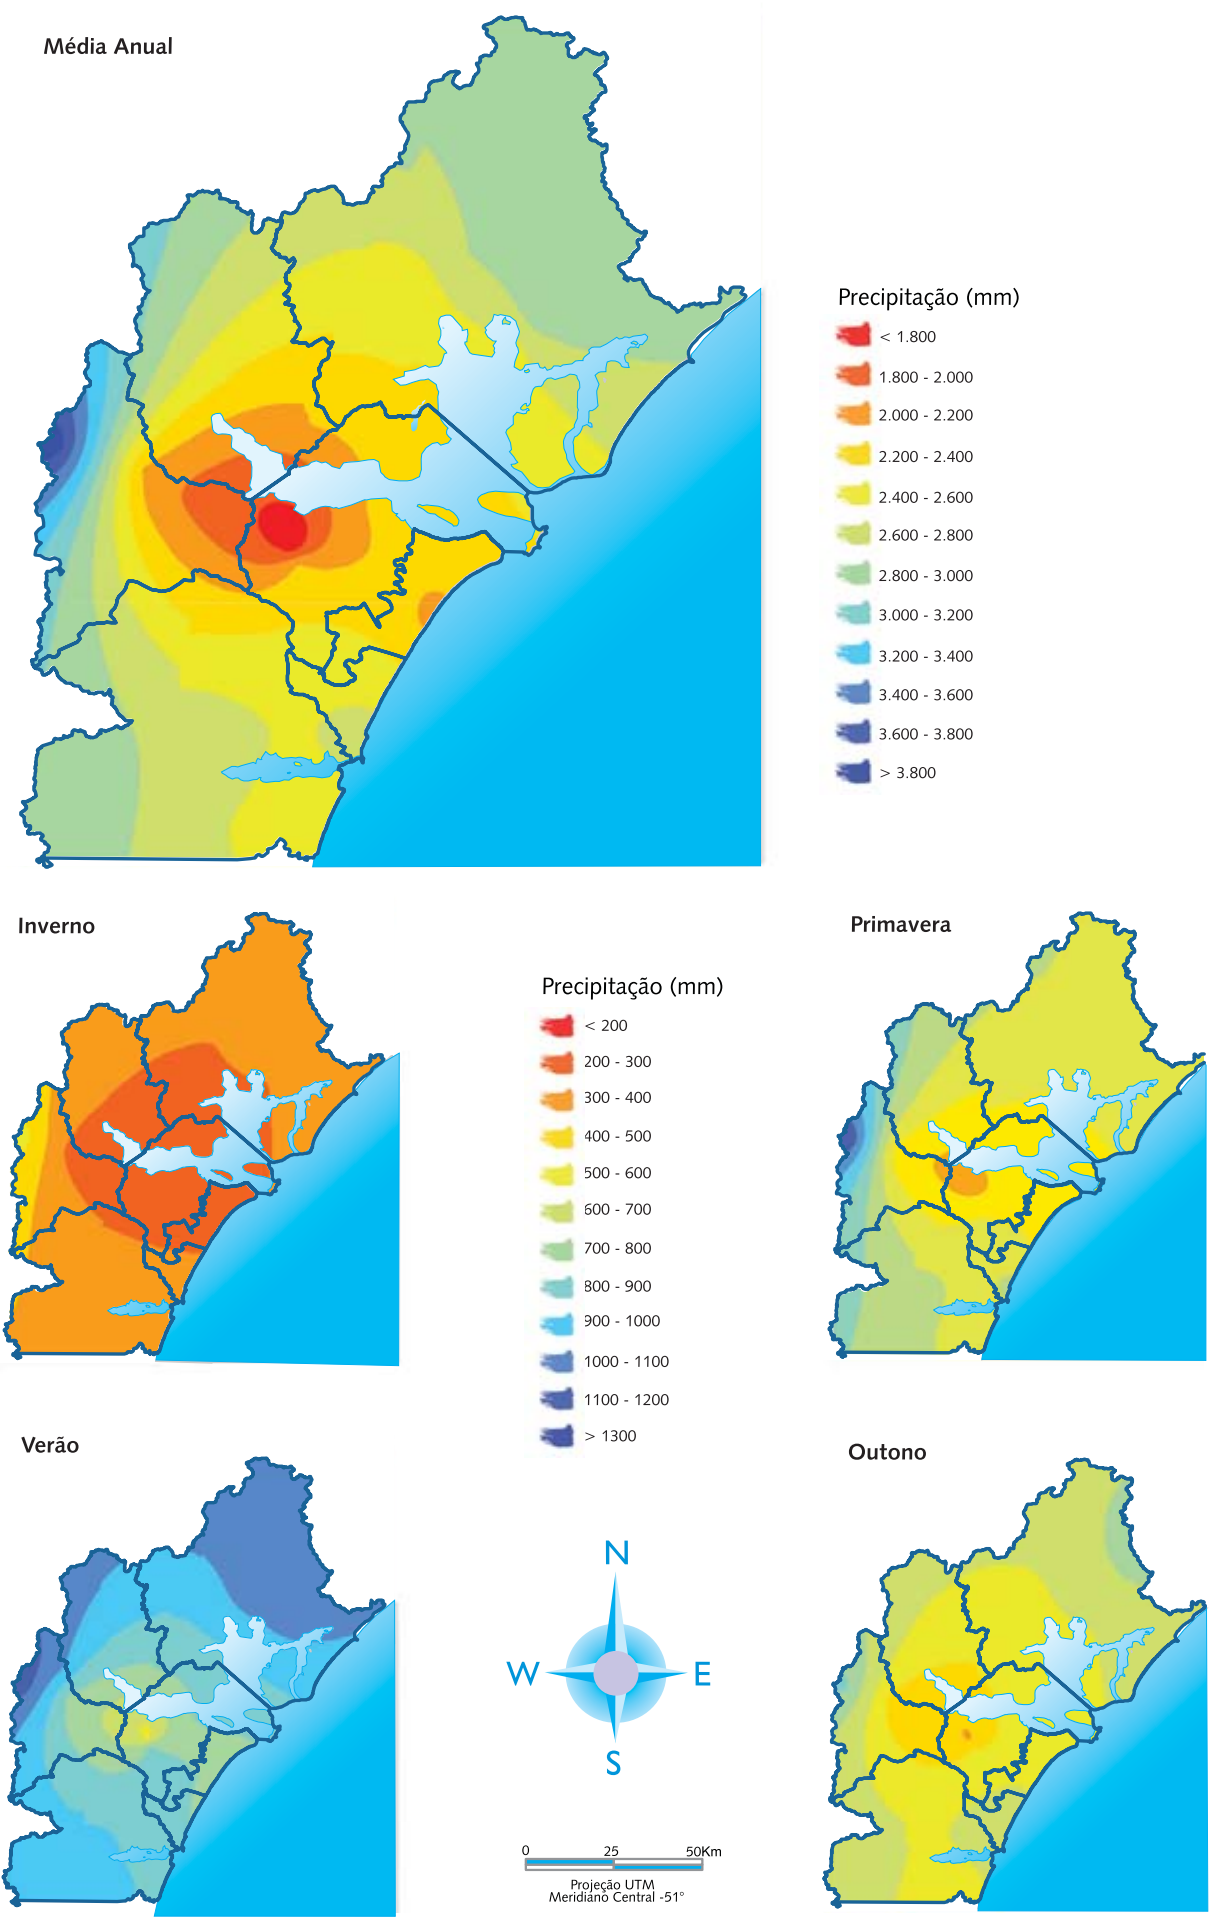 Média Anual
Precipitação (mm)
< 1.800
1.800 - 2.000
2.000 - 2.200
2.200 - 2.400
2.400 - 2.600
2.600 - 2.800
2.800 - 3.000
3.000 - 3.200
3.200 - 3.400
3.400 - 3.600
3.600 - 3.800
> 3.800
Inverno
Primavera
Precipitação (mm)
< 200
200 - 300
300 - 400
400 - 500
500 - 600
600 - 700
700 - 800
800 - 900
900 - 1000
1000 - 1100
1100 - 1200
> 1300
Verão
Outono
N
W E
S
0 25 50Km
Projeção UTM
Meridiano Central -51°